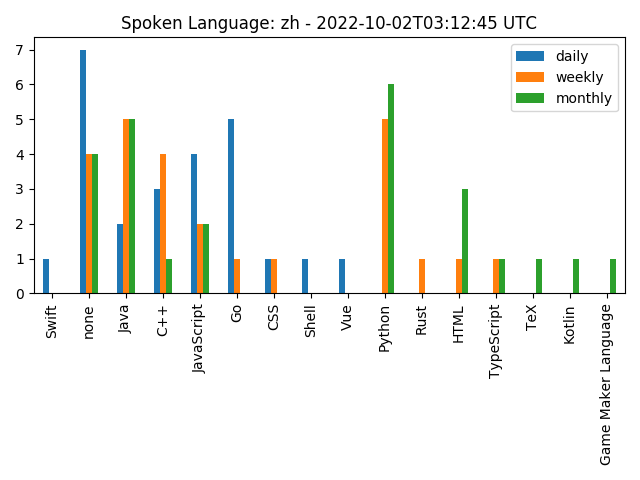 Spoken Language: zh - 2022-10-02T03:12:45 UTC
daily
weekly
monthly
7
6
5
4
3
2
1
0
Swift
none
Java
C++
JavaScript
Go
CSS
Shell
Vue
Python
Rust
HTML
TypeScript
TeX
Kotlin
Game Maker Language